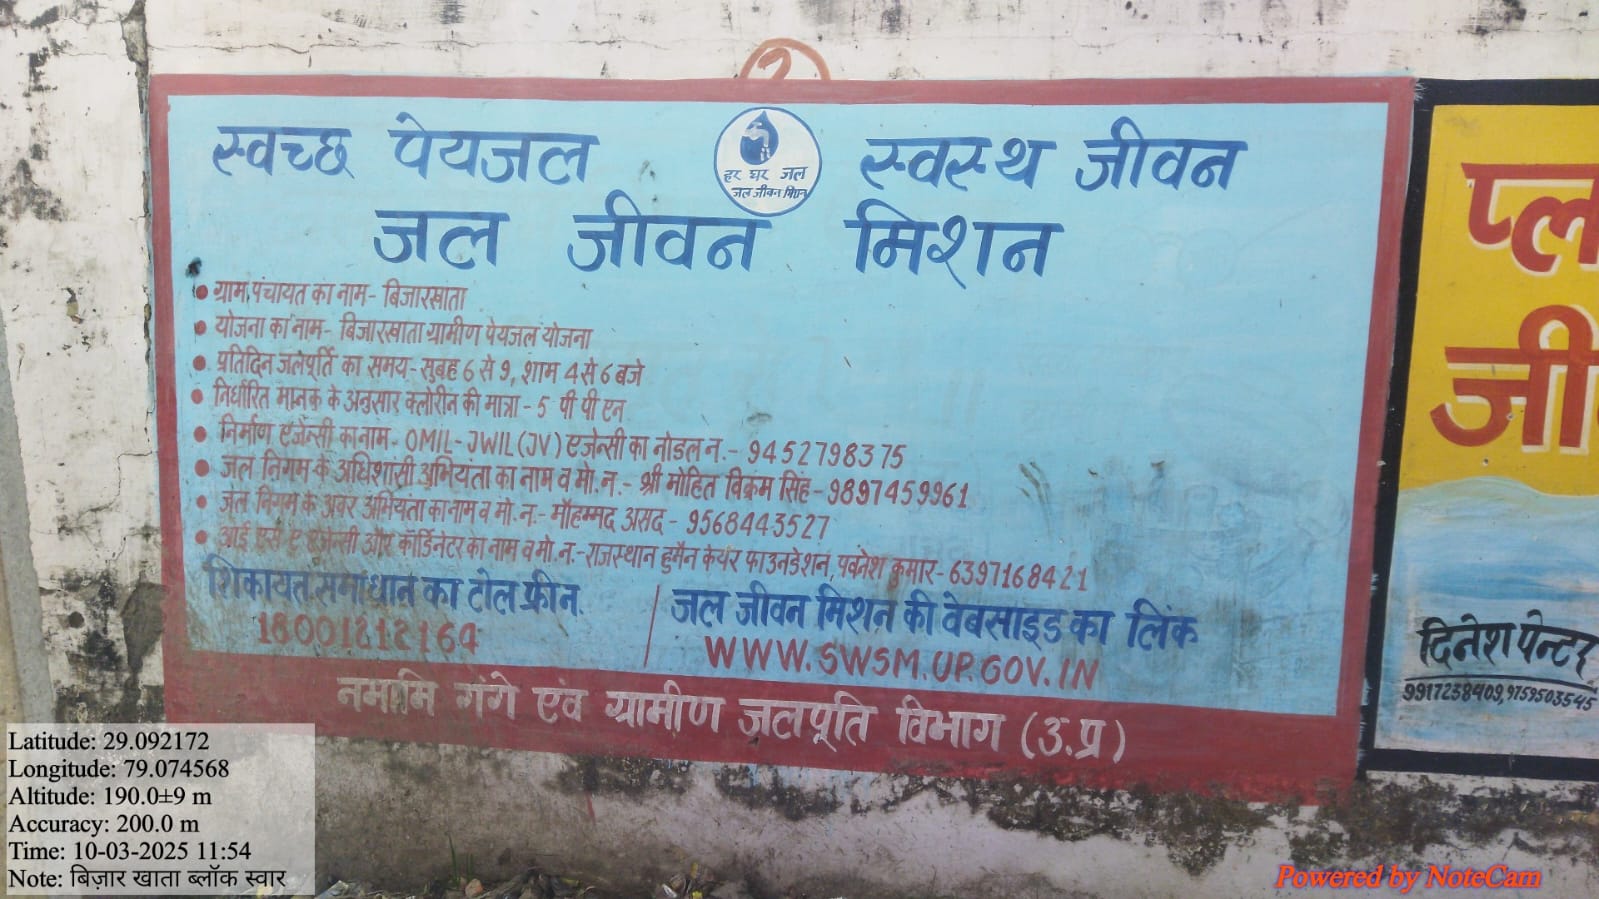 2
स्वच्छ पेयजल
हर घर जल
जल जीवन मिशन
स्वस्थ जीवन
जल जीवन मिशन
• ग्राम पंचायत का नाम- बिजारखाता
• योजना का नाम- बिजारखाता ग्रामीण पेयजल योजना
• प्रतिदिन जलपूर्ति का समय- सुबह 6 से 9, शाम 4 से 6 बजे
• निर्धारित मानक के अनुसार क्लोरीन की मात्रा - 5 पी पी एन
• निर्माण एजेन्सी का नाम- OMIL-JWIL(JV) एजेन्सी का नोडल न.- 9452798375
• जल निगम के अधिशासी अभियंता का नाम व मो. न.- श्री मोहित विक्रम सिंह- 9897459961
• जल निगम के अवर अभियंता का नाम व मो. न.- मौहम्मद असद - 9568443527
• आई एस ए एजेन्सी और कॉर्डिनेटर का नाम व मो. न.- राजस्थान हुमैन केयर फाउनडेशन, पवनेश कुमार- 6397168421
शिकायत समाधान का टोल फ्री न.
18001212164
जल जीवन मिशन की वेबसाइड का लिंक
WWW.SWSM.UP.GOV.IN
नमामि गंगे एवं ग्रामीण जलपूर्ति विभाग (उ.प्र)
प्ल
जी
दिनेश पेन्टर
9917238409, 9759503545
Latitude: 29.092172
Longitude: 79.074568
Altitude: 190.0±9 m
Accuracy: 200.0 m
Time: 10-03-2025 11:54
Note: बिज़ार खाता ब्लॉक स्वार
Powered by NoteCam